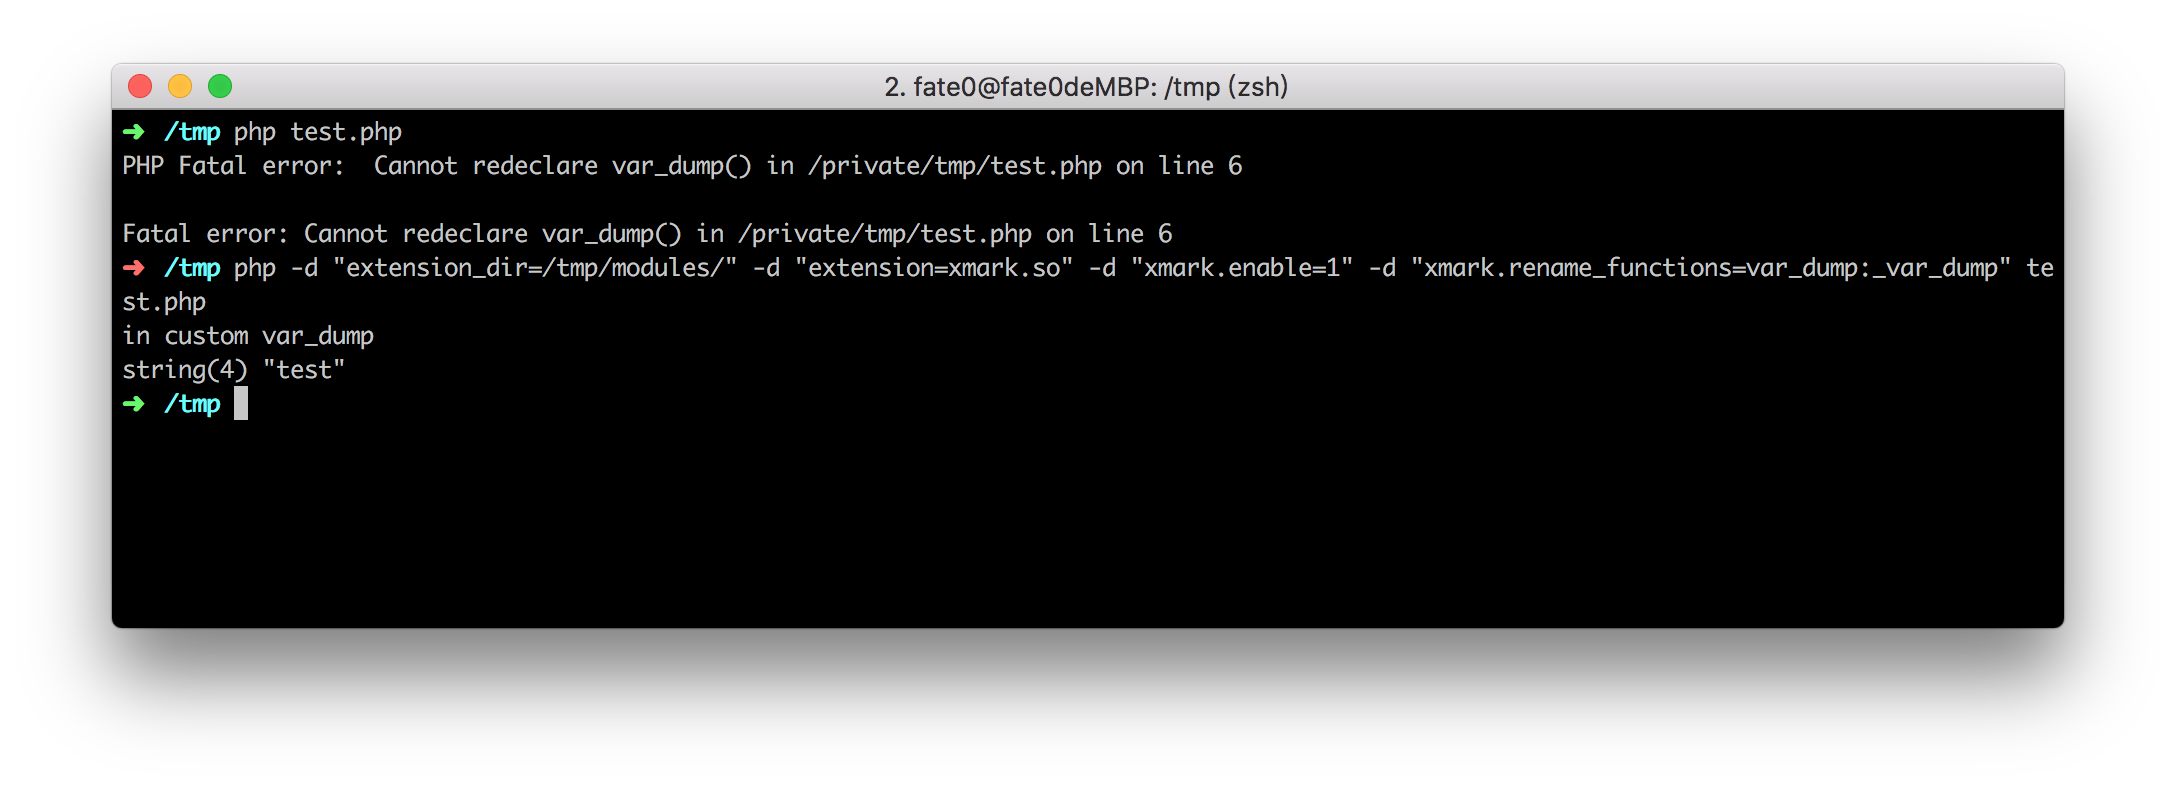 2. fate0@fate0deMBP: /tmp (zsh)
➜ /tmp php test.php
PHP Fatal error:  Cannot redeclare var_dump() in /private/tmp/test.php on line 6
Fatal error: Cannot redeclare var_dump() in /private/tmp/test.php on line 6
➜ /tmp php -d "extension_dir=/tmp/modules/" -d "extension=xmark.so" -d "xmark.enable=1" -d "xmark.rename_functions=var_dump:_var_dump" te
st.php
in custom var_dump
string(4) "test"
➜ /tmp